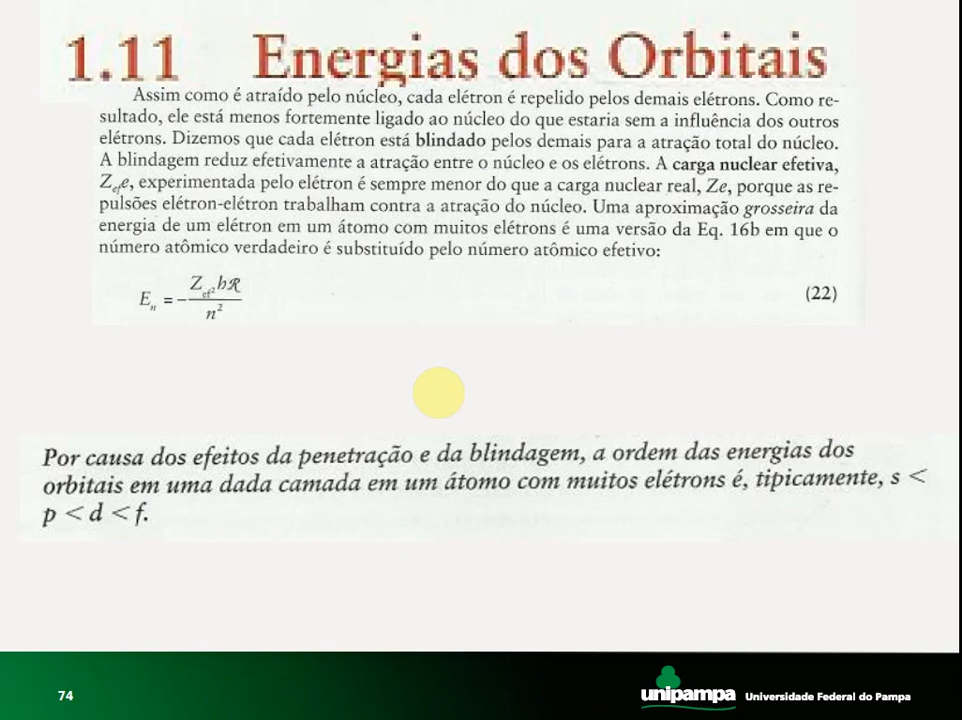 1.11 Energias dos Orbitais
Assim como é atraído pelo núcleo, cada elétron é repelido pelos demais elétrons. Como re-
sultado, ele está menos fortemente ligado ao núcleo do que estaria sem a influência dos outros
elétrons. Dizemos que cada elétron está blindado pelos demais para a atração total do núcleo.
A blindagem reduz efetivamente a atração entre o núcleo e os elétrons. A carga nuclear efetiva,
Z_ef e, experimentada pelo elétron é sempre menor do que a carga nuclear real, Ze, porque as re-
pulsões elétron-elétron trabalham contra a atração do núcleo. Uma aproximação grosseira da
energia de um elétron em um átomo com muitos elétrons é uma versão da Eq. 16b em que o
número atômico verdadeiro é substituído pelo número atômico efetivo:
E_n = - Z_ef² hℛ / n² (22)
Por causa dos efeitos da penetração e da blindagem, a ordem das energias dos
orbitais em uma dada camada em um átomo com muitos elétrons é, tipicamente, s <
p < d < f.
74
unipampa Universidade Federal do Pampa